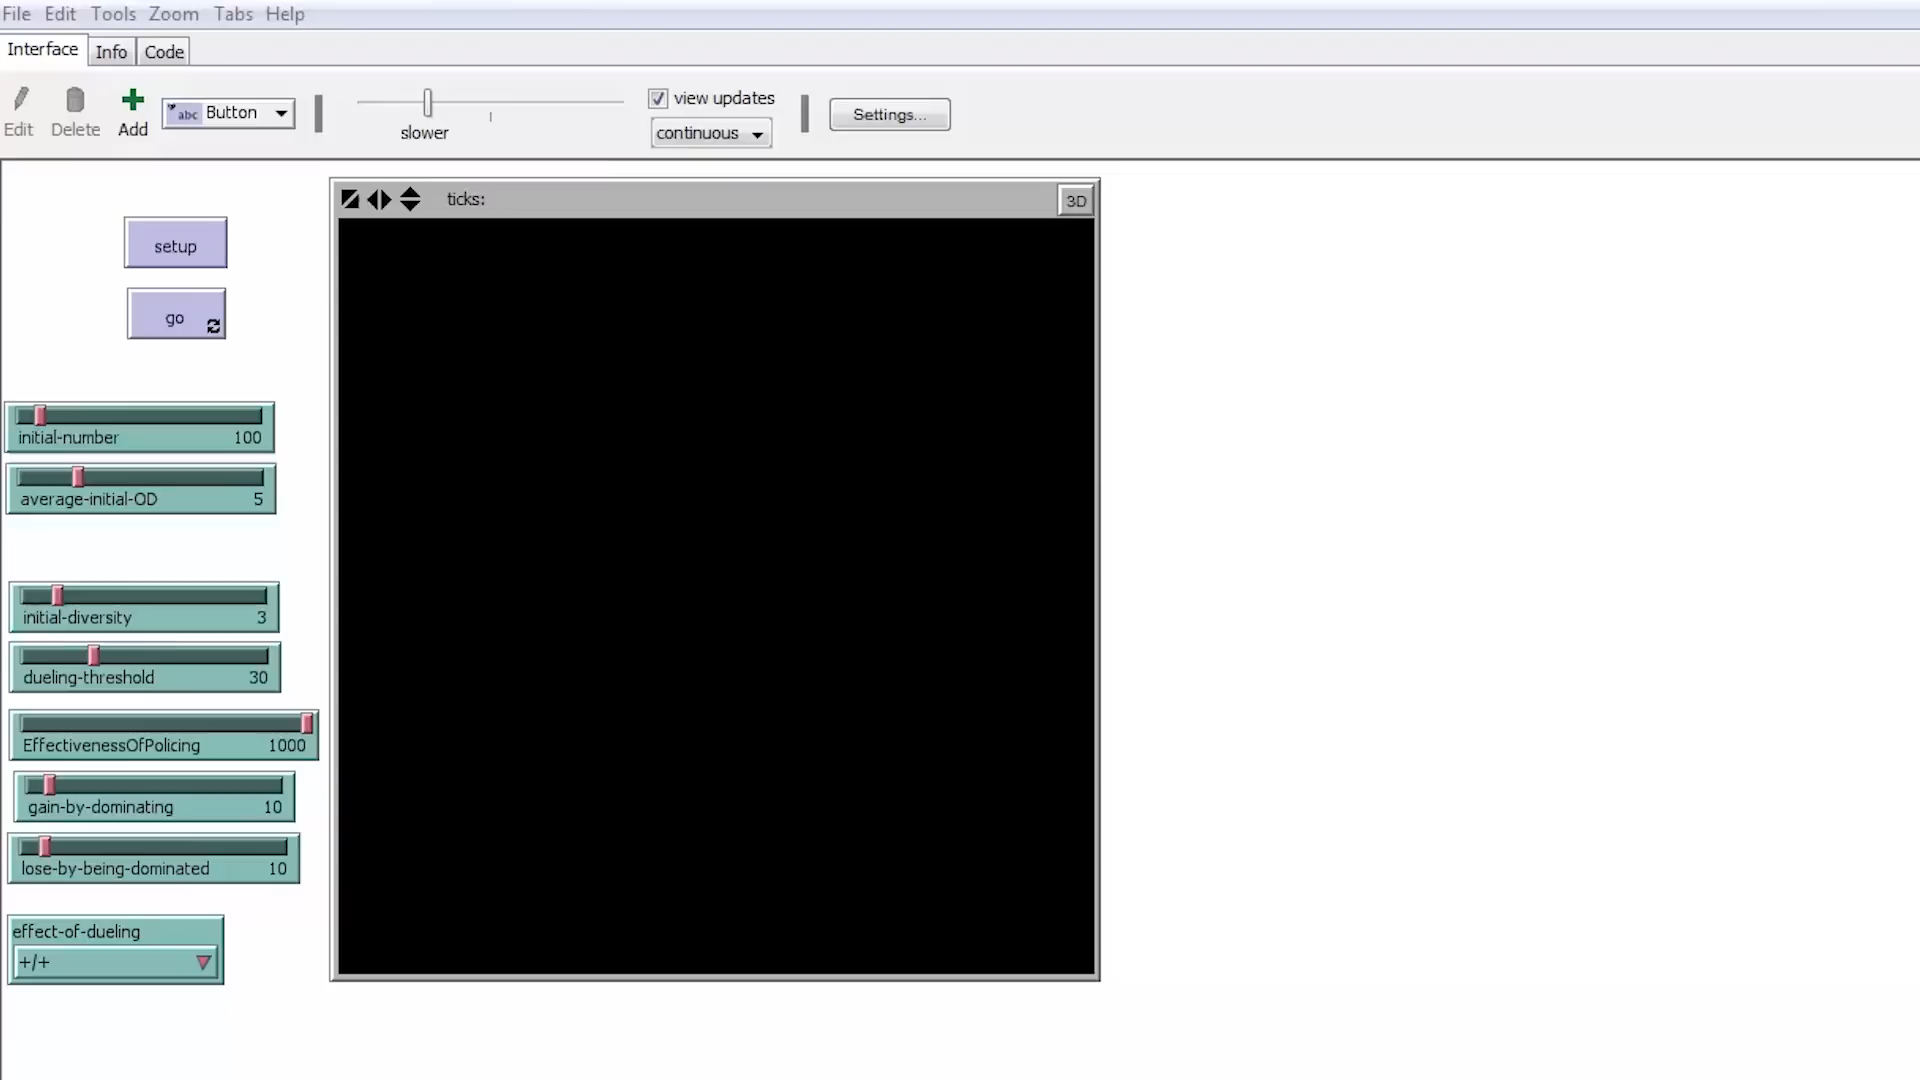 File Edit Tools Zoom Tabs Help
Interface Info Code
Edit Delete Add abc Button slower view updates continuous Settings...
ticks: 3D
setup
go
initial-number 100
average-initial-OD 5
initial-diversity 3
dueling-threshold 30
EffectivenessOfPolicing 1000
gain-by-dominating 10
lose-by-being-dominated 10
effect-of-dueling
+/+